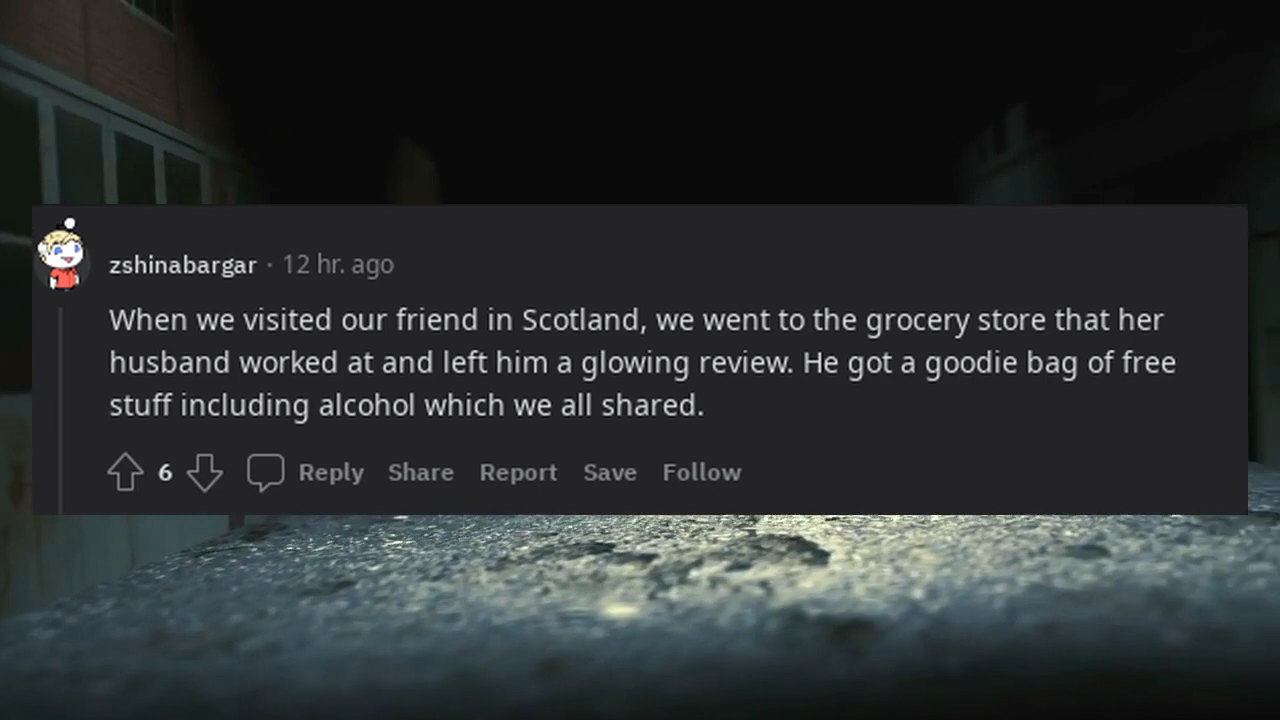 zshinabargar · 12 hr. ago
When we visited our friend in Scotland, we went to the grocery store that her
husband worked at and left him a glowing review. He got a goodie bag of free
stuff including alcohol which we all shared.
6 Reply Share Report Save Follow